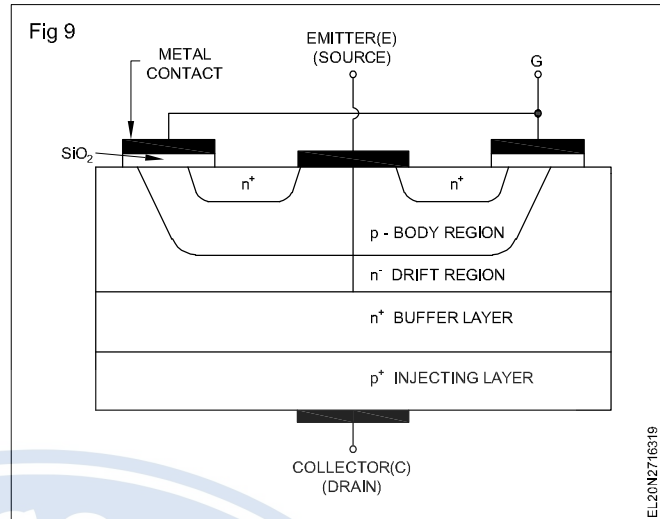 Fig 9
EMITTER(E)
(SOURCE)
G
METAL
CONTACT
SiO₂
n⁺
n⁺
p - BODY REGION
n⁻ DRIFT REGION
n⁺ BUFFER LAYER
p⁺ INJECTING LAYER
COLLECTOR(C)
(DRAIN)
EL20N2716319